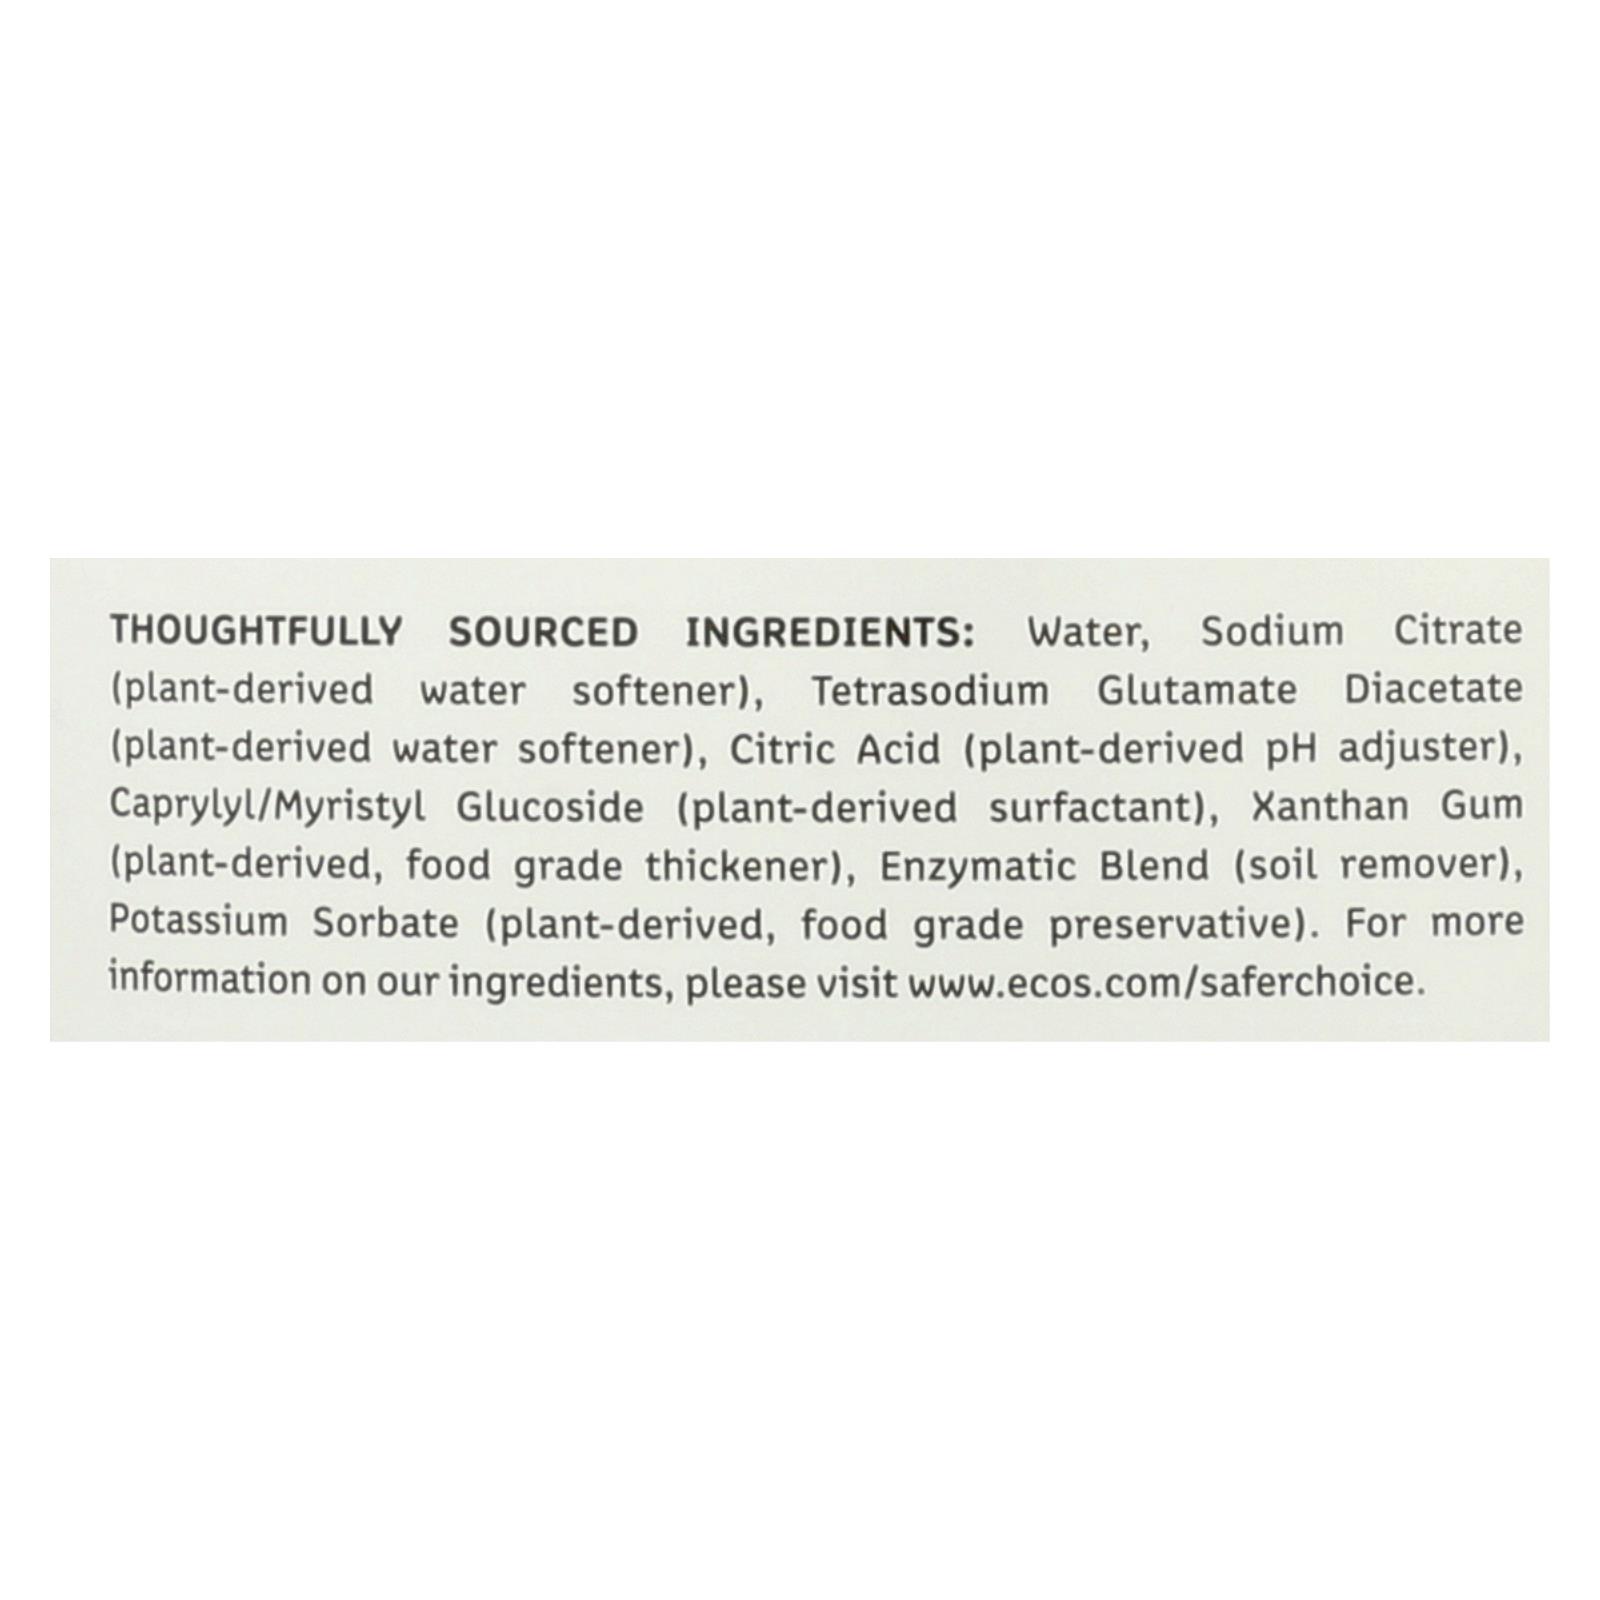 THOUGHTFULLY SOURCED INGREDIENTS: Water, Sodium Citrate
(plant-derived water softener), Tetrasodium Glutamate Diacetate
(plant-derived water softener), Citric Acid (plant-derived pH adjuster),
Caprylyl/Myristyl Glucoside (plant-derived surfactant), Xanthan Gum
(plant-derived, food grade thickener), Enzymatic Blend (soil remover),
Potassium Sorbate (plant-derived, food grade preservative). For more
information on our ingredients, please visit www.ecos.com/saferchoice.